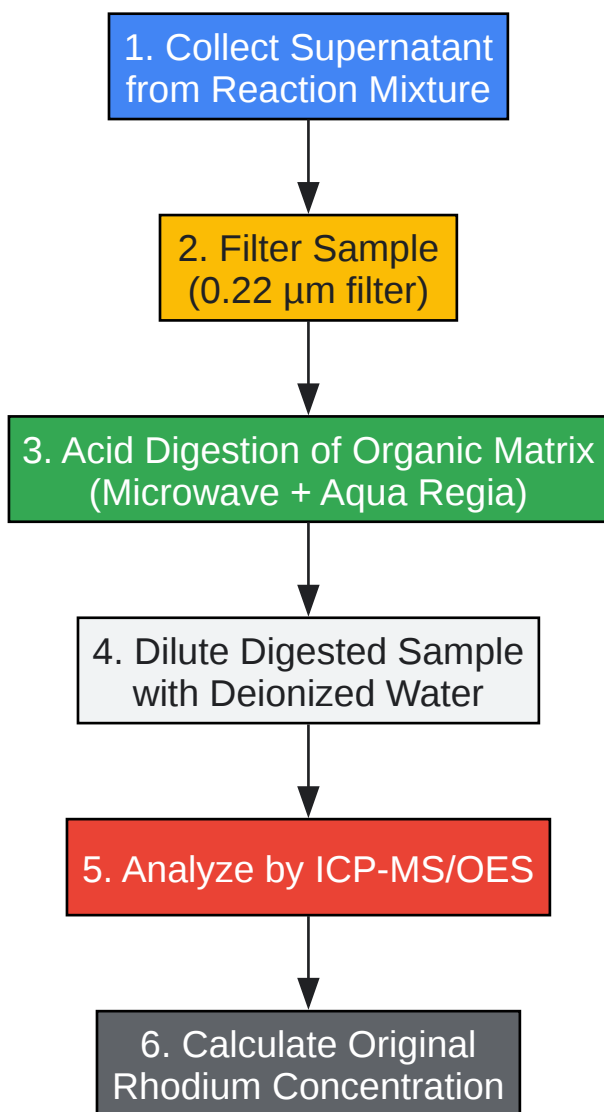 1. Collect Supernatant
from Reaction Mixture
2. Filter Sample
(0.22 µm filter)
3. Acid Digestion of Organic Matrix
(Microwave + Aqua Regia)
4. Dilute Digested Sample
with Deionized Water
5. Analyze by ICP-MS/OES
6. Calculate Original
Rhodium Concentration